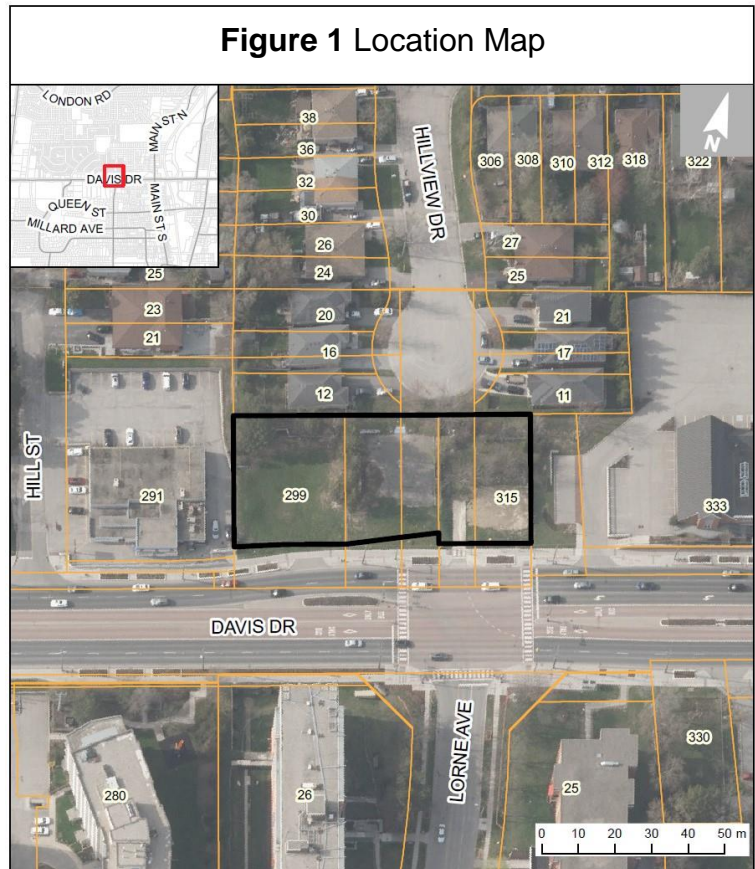 Figure 1 Location Map
LONDON RD
MAIN ST N
DAVIS DR
QUEEN ST
MILLARD AVE
MAIN ST S
N
38
36
32
30
26
24
20
16
12
HILLVIEW DR
306
308
310
312
318
322
27
25
21
17
11
25
23
21
HILL ST
291
299
315
333
DAVIS DR
LORNE AVE
280
26
25
330
0 10 20 30 40 50 m